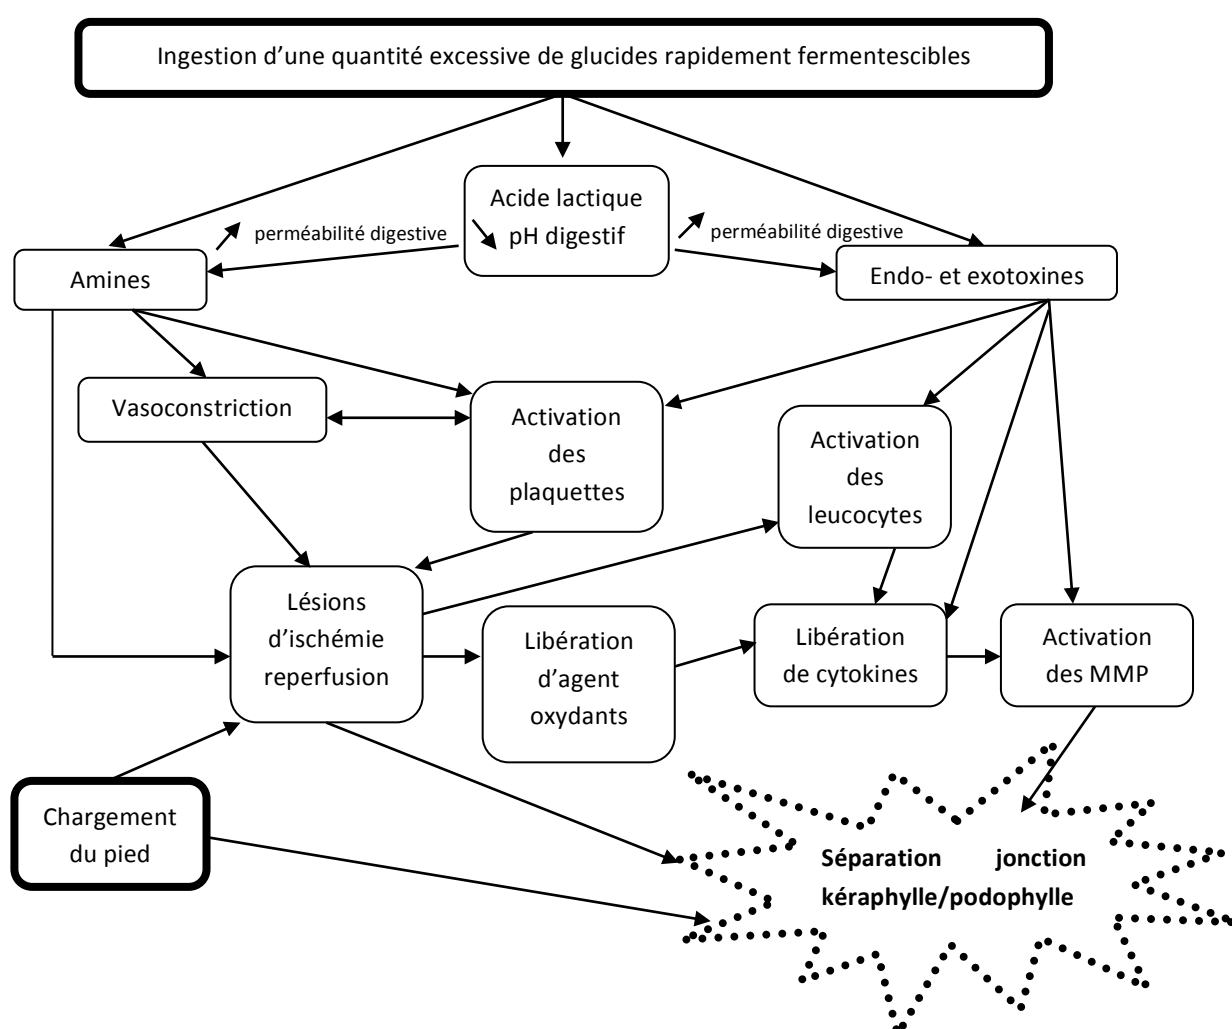 Ingestion d’une quantité excessive de glucides rapidement fermentescibles
Acide lactique
pH digestif
perméabilité digestive
perméabilité digestive
Amines
Endo- et exotoxines
Vasoconstriction
Activation
des
plaquettes
Activation
des
leucocytes
Lésions
d’ischémie
reperfusion
Libération
d’agent
oxydants
Libération
de cytokines
Activation
des MMP
Chargement
du pied
Séparation jonction
kéraphylle/podophylle